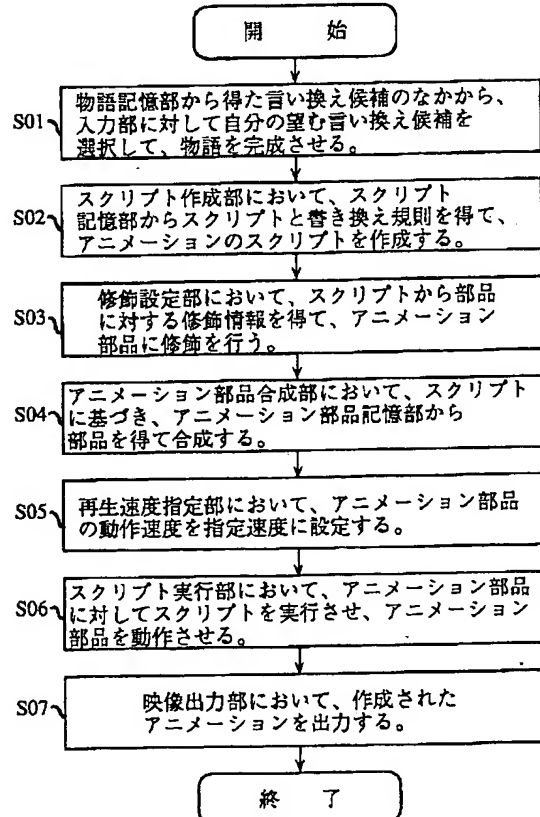 開 始
S01
物語記憶部から得た言い換え候補のなかから、
入力部に対して自分の望む言い換え候補を
選択して、物語を完成させる。
S02
スクリプト作成部において、スクリプト
記憶部からスクリプトと書き換え規則を得て、
アニメーションのスクリプトを作成する。
S03
修飾設定部において、スクリプトから部品
に対する修飾情報を得て、アニメーション
部品に修飾を行う。
S04
アニメーション部品合成部において、スクリプト
に基づき、アニメーション部品記憶部から
部品を得て合成する。
S05
再生速度指定部において、アニメーション部品
の動作速度を指定速度に設定する。
S06
スクリプト実行部において、アニメーション部品
に対してスクリプトを実行させ、アニメーション
部品を動作させる。
S07
映像出力部において、作成された
アニメーションを出力する。
終 了